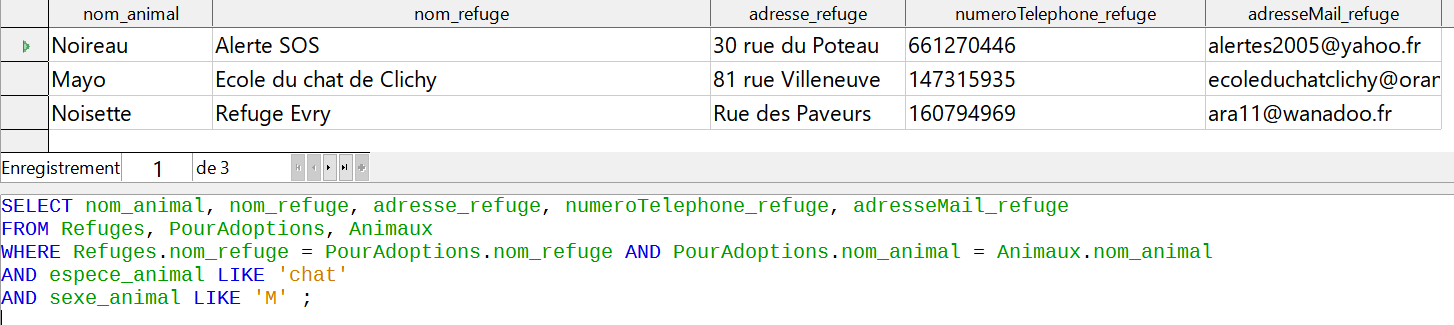 nom_animal nom_refuge adresse_refuge numeroTelephone_refuge adresseMail_refuge
Noireau Alerte SOS 30 rue du Poteau 661270446 alertes2005@yahoo.fr
Mayo Ecole du chat de Clichy 81 rue Villeneuve 147315935 ecoleduchatclichy@oran
Noisette Refuge Evry Rue des Paveurs 160794969 ara11@wanadoo.fr
Enregistrement 1 de 3
SELECT nom_animal, nom_refuge, adresse_refuge, numeroTelephone_refuge, adresseMail_refuge
FROM Refuges, PourAdoptions, Animaux
WHERE Refuges.nom_refuge = PourAdoptions.nom_refuge AND PourAdoptions.nom_animal = Animaux.nom_animal
AND espece_animal LIKE 'chat'
AND sexe_animal LIKE 'M' ;